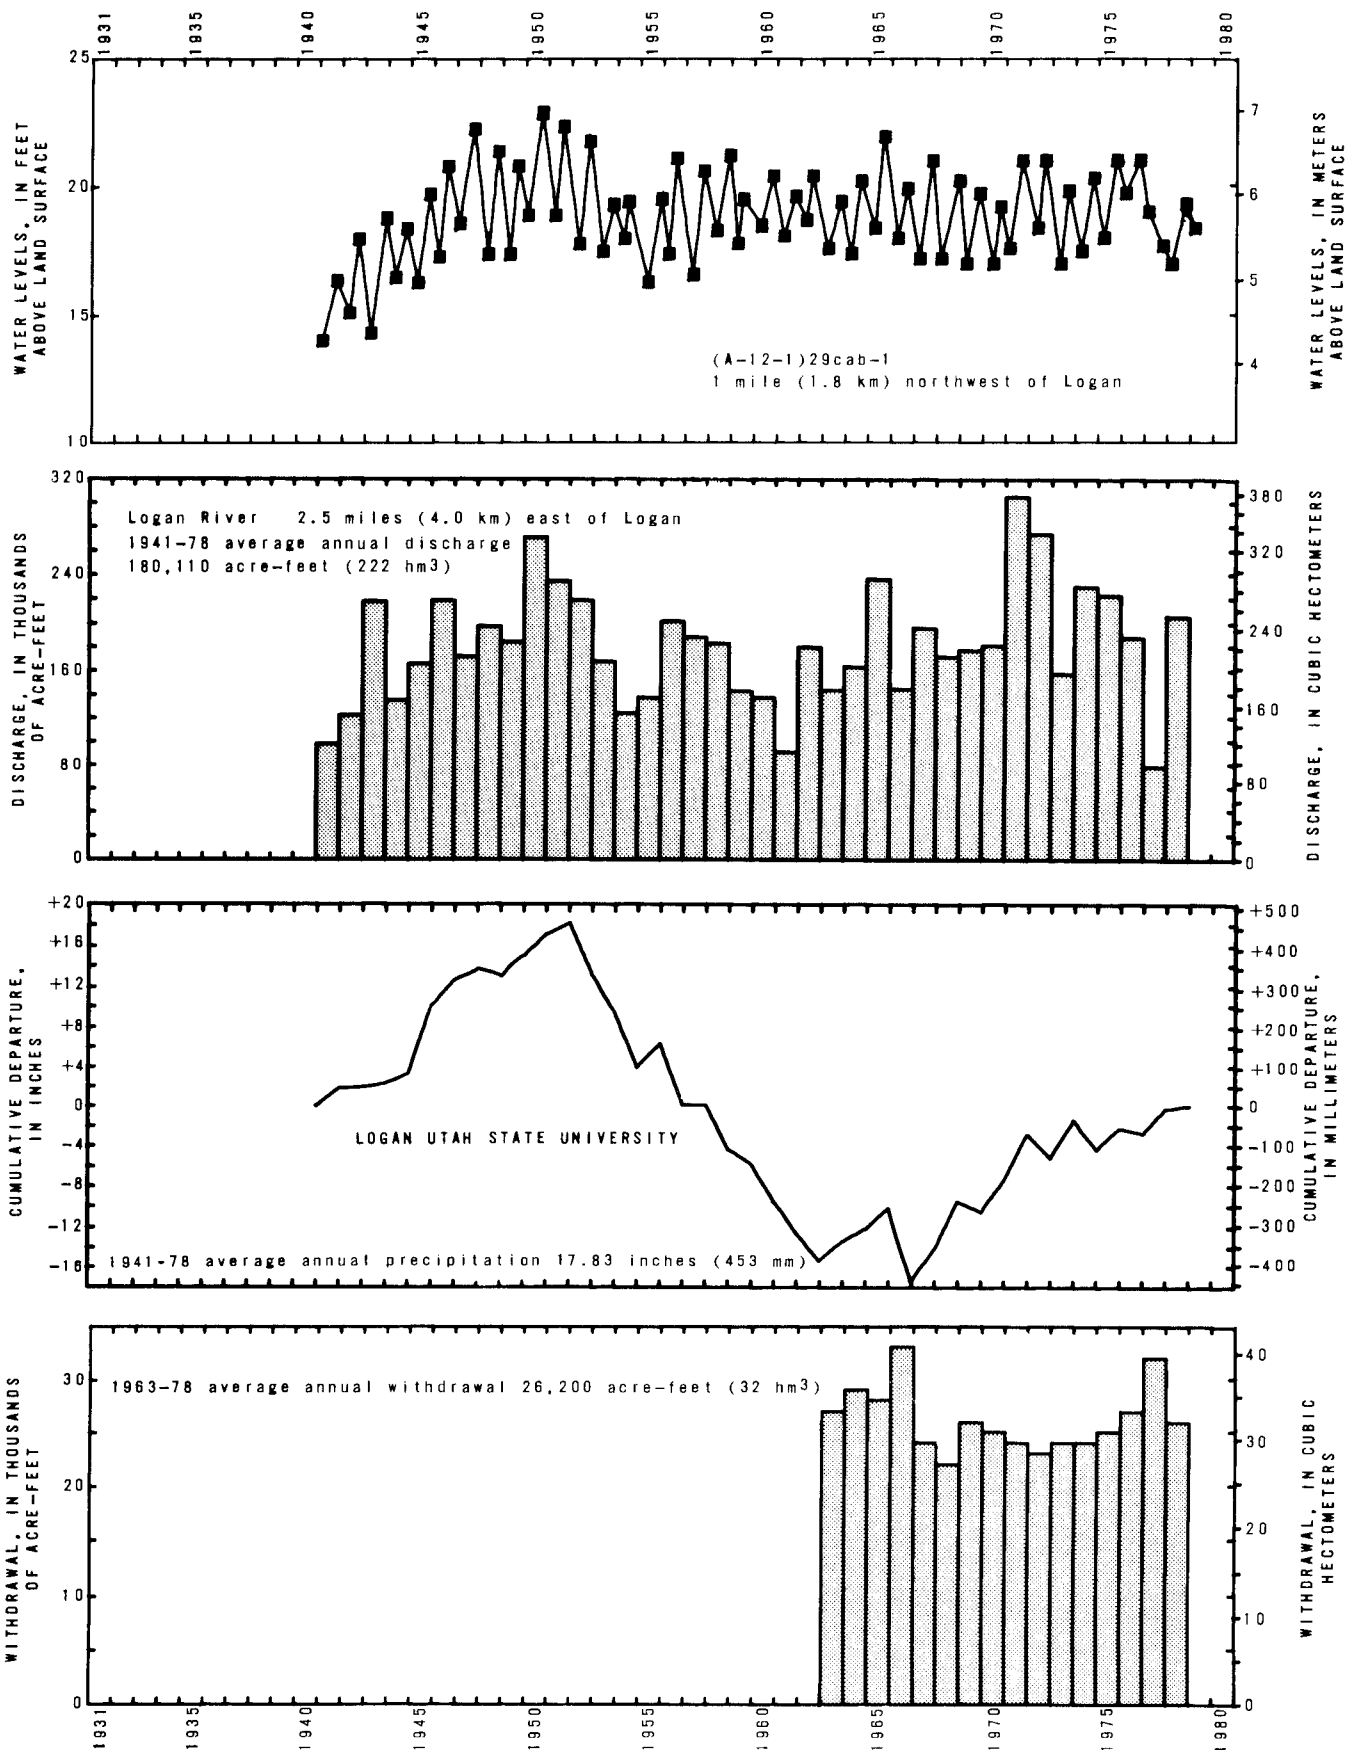 1931 1935 1940 1945 1950 1955 1960 1965 1970 1975 1980
WATER LEVELS, IN FEET
ABOVE LAND SURFACE
25
20
15
10
7
6
5
4
WATER LEVELS, IN METERS
ABOVE LAND SURFACE
(A-12-1)29cab-1
1 mile (1.8 km) northwest of Logan
DISCHARGE, IN THOUSANDS
OF ACRE-FEET
320
240
160
80
0
Logan River 2.5 miles (4.0 km) east of Logan
1941-78 average annual discharge
180,110 acre-feet (222 hm3)
380
320
240
160
80
0
DISCHARGE, IN CUBIC HECTOMETERS
CUMULATIVE DEPARTURE,
IN INCHES
+20
+16
+12
+8
+4
0
-4
-8
-12
-16
LOGAN UTAH STATE UNIVERSITY
1941-78 average annual precipitation 17.83 inches (453 mm)
+500
+400
+300
+200
+100
0
-100
-200
-300
-400
CUMULATIVE DEPARTURE,
IN MILLIMETERS
WITHDRAWAL, IN THOUSANDS
OF ACRE-FEET
30
20
10
0
1963-78 average annual withdrawal 26,200 acre-feet (32 hm3)
40
30
20
10
0
WITHDRAWAL, IN CUBIC
HECTOMETERS
1931 1935 1940 1945 1950 1955 1960 1965 1970 1975 1980